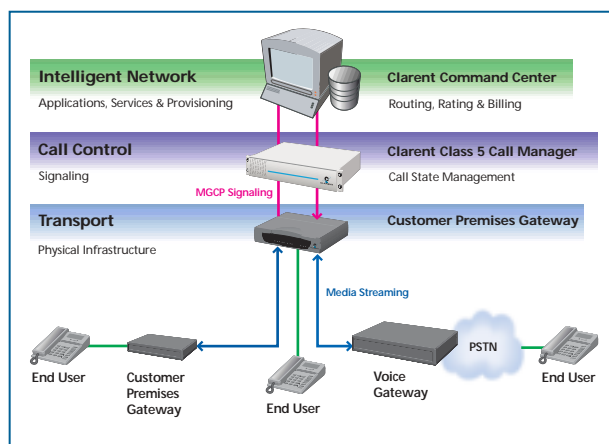 Intelligent Network
Clarent Command Center
Applications, Services & Provisioning
Routing, Rating & Billing
Call Control
Clarent Class 5 Call Manager
Signaling
Call State Management
MGCP Signaling
Transport
Customer Premises Gateway
Physical Infrastructure
Media Streaming
PSTN
End User
Customer
Premises
Gateway
End User
Voice
Gateway
End User